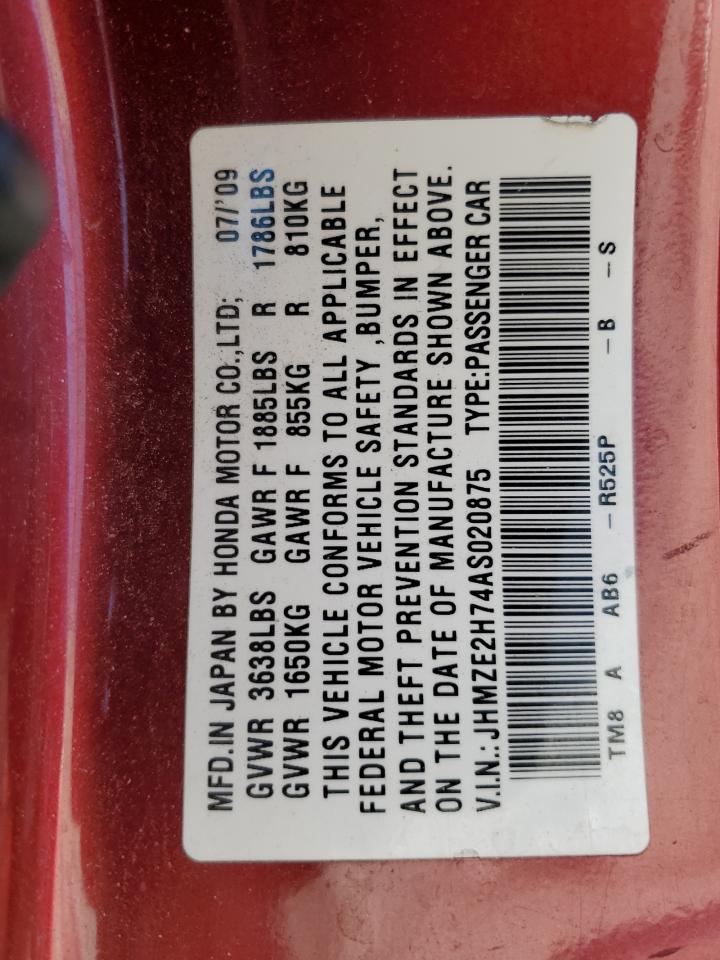 MFD.IN JAPAN BY HONDA MOTOR CO.,LTD; 07/'09
GVWR 3638LBS GAWR F 1885LBS R 1786LBS
GVWR 1650KG GAWR F 855KG R 810KG
THIS VEHICLE CONFORMS TO ALL APPLICABLE
FEDERAL MOTOR VEHICLE SAFETY ,BUMPER,
AND THEFT PREVENTION STANDARDS IN EFFECT
ON THE DATE OF MANUFACTURE SHOWN ABOVE.
V.I.N.: JHMZE2H74AS020875 TYPE:PASSENGER CAR
TM8 A AB6 – R525P – B – S